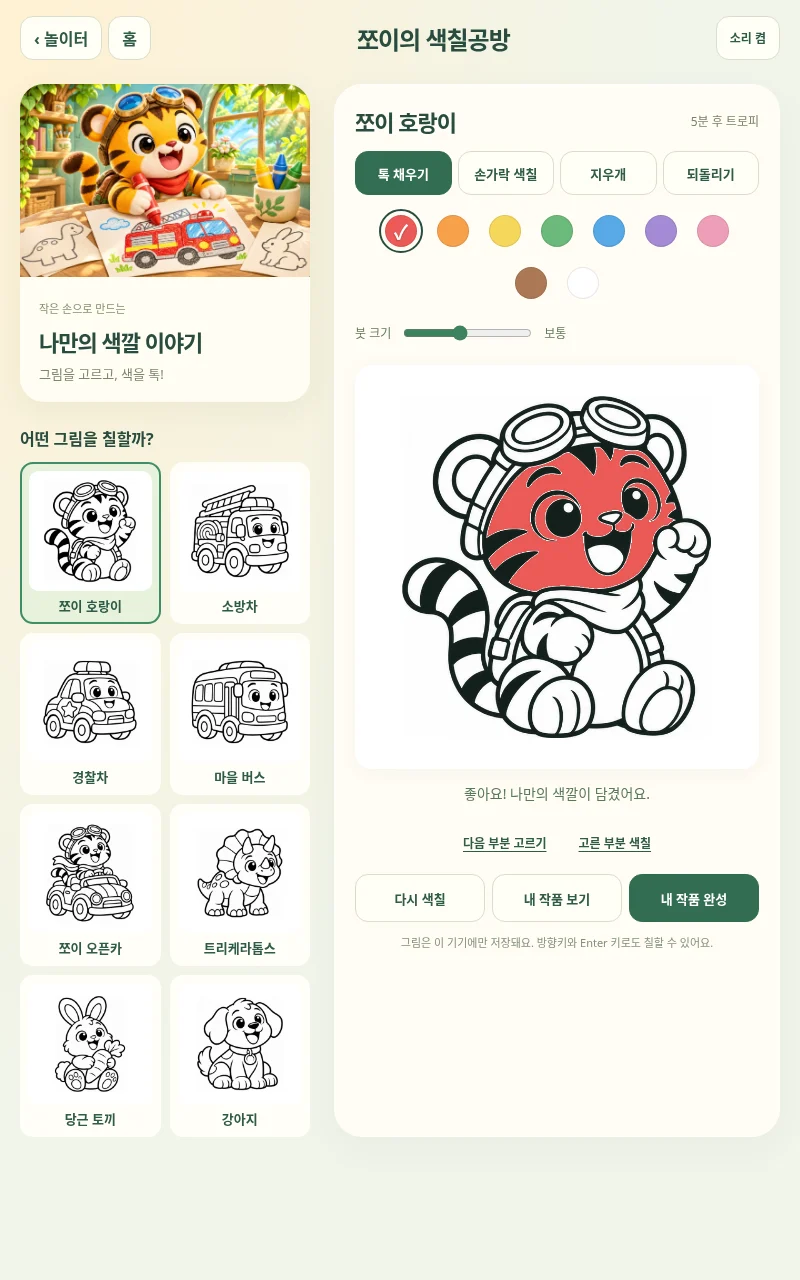 ‹ 놀이터
홈
쪼이의 색칠공방
소리 켬
작은 손으로 만드는
나만의 색깔 이야기
그림을 고르고, 색을 톡!
어떤 그림을 칠할까?
쪼이 호랑이
소방차
경찰차
마을 버스
쪼이 오픈카
트리케라톱스
당근 토끼
강아지
쪼이 호랑이
5분 후 트로피
톡 채우기
손가락 색칠
지우개
되돌리기
붓 크기
보통
좋아요! 나만의 색깔이 담겼어요.
다음 부분 고르기
고른 부분 색칠
다시 색칠
내 작품 보기
내 작품 완성
그림은 이 기기에만 저장돼요. 방향키와 Enter 키로도 칠할 수 있어요.